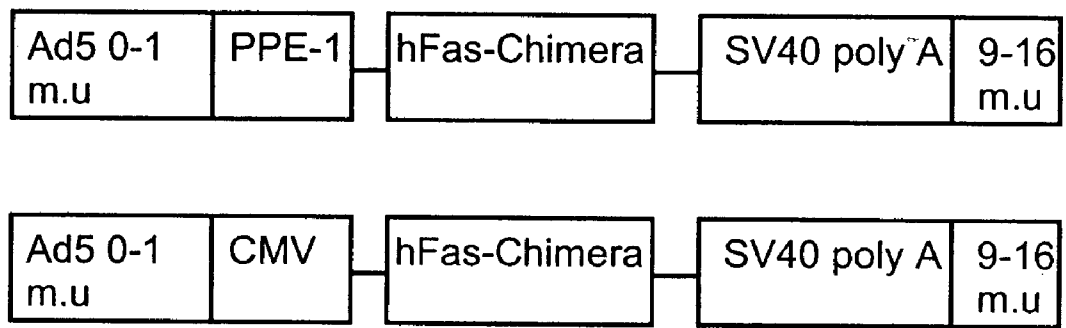 Ad5 0-1 PPE-1 hFas-Chimera SV40 poly A 9-16
m.u m.u
Ad5 0-1 CMV hFas-Chimera SV40 poly A 9-16
m.u m.u